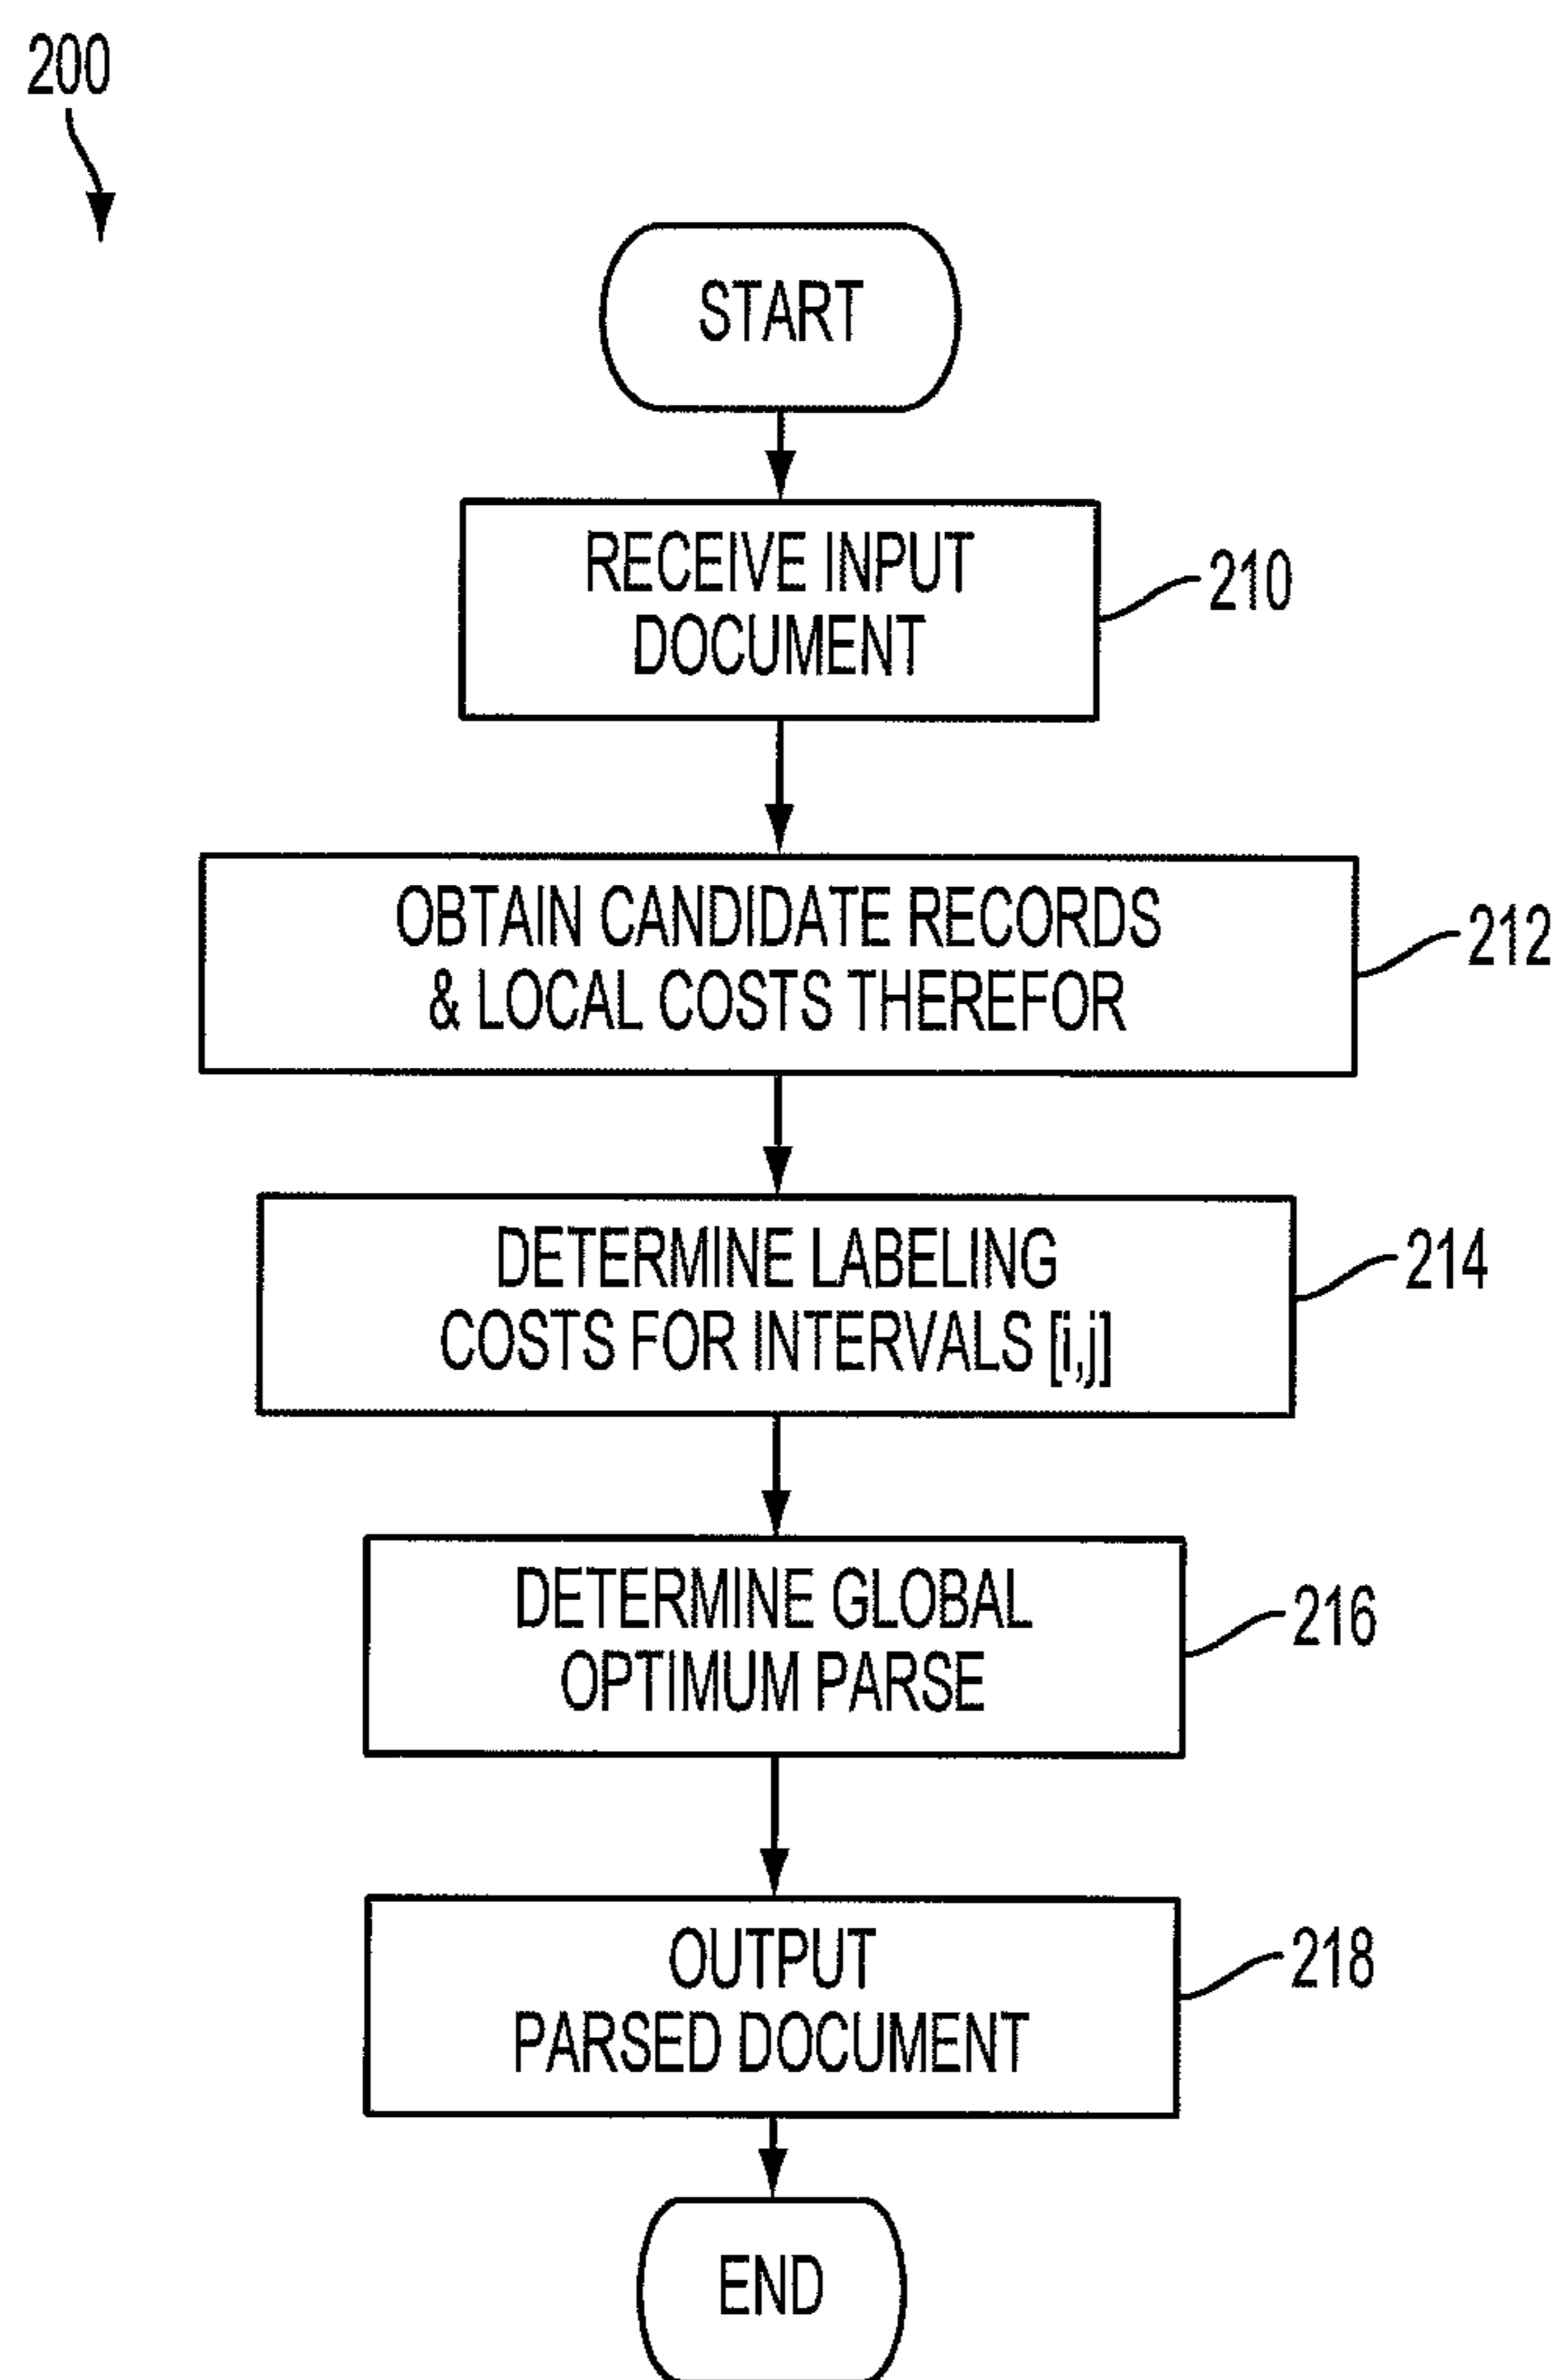 200
START
RECEIVE INPUT
DOCUMENT
210
OBTAIN CANDIDATE RECORDS
& LOCAL COSTS THEREFOR
212
DETERMINE LABELING
COSTS FOR INTERVALS [i,j]
214
DETERMINE GLOBAL
OPTIMUM PARSE
216
OUTPUT
PARSED DOCUMENT
218
END